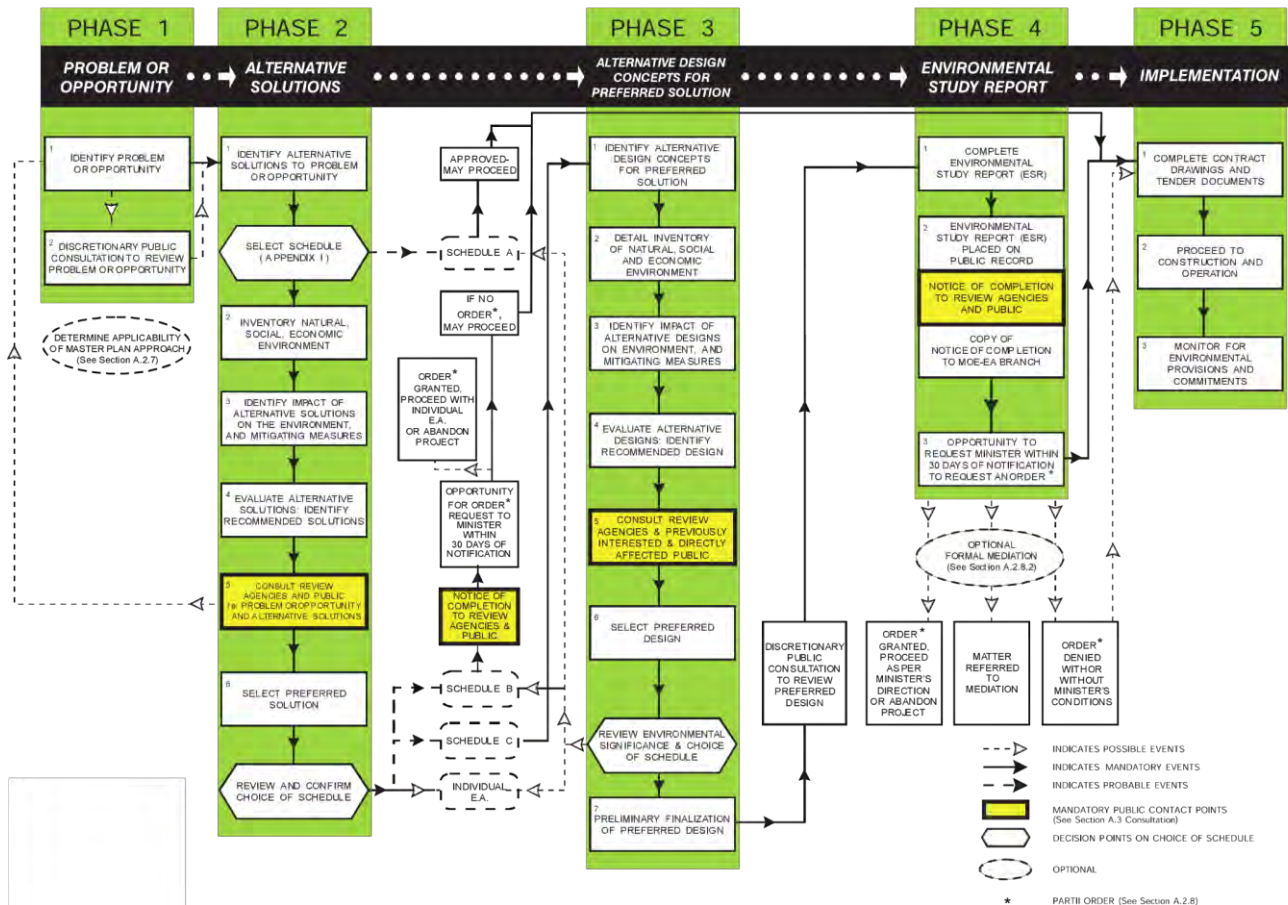 PHASE 1
PHASE 2
PHASE 3
PHASE 4
PHASE 5
PROBLEM OR
OPPORTUNITY
ALTERNATIVE
SOLUTIONS
ALTERNATIVE DESIGN
CONCEPTS FOR
PREFERRED SOLUTION
ENVIRONMENTAL
STUDY REPORT
IMPLEMENTATION
1
IDENTIFY PROBLEM
OR OPPORTUNITY
2
DISCRETIONARY PUBLIC
CONSULTATION TO REVIEW
PROBLEM OR OPPORTUNITY
DETERMINE APPLICABILITY
OF MASTER PLAN APPROACH
(See Section A.2.7)
1
IDENTIFY ALTERNATIVE
SOLUTIONS TO PROBLEM
OR OPPORTUNITY
SELECT SCHEDULE
(APPENDIX I)
2
INVENTORY NATURAL,
SOCIAL, ECONOMIC
ENVIRONMENT
3
IDENTIFY IMPACT OF
ALTERNATIVE SOLUTIONS
ON THE ENVIRONMENT,
AND MITIGATING MEASURES
4
EVALUATE ALTERNATIVE
SOLUTIONS: IDENTIFY
RECOMMENDED SOLUTIONS
5
CONSULT REVIEW
AGENCIES AND PUBLIC
re: PROBLEM OR OPPORTUNITY
AND ALTERNATIVE SOLUTIONS
6
SELECT PREFERRED
SOLUTION
REVIEW AND CONFIRM
CHOICE OF SCHEDULE
APPROVED-
MAY PROCEED
SCHEDULE A
IF NO
ORDER*,
MAY PROCEED
ORDER*
GRANTED,
PROCEED WITH
INDIVIDUAL
E.A.
OR ABANDON
PROJECT
OPPORTUNITY
FOR ORDER*
REQUEST TO
MINISTER
WITHIN
30 DAYS OF
NOTIFICATION
NOTICE OF
COMPLETION
TO REVIEW
AGENCIES &
PUBLIC
SCHEDULE B
SCHEDULE C
INDIVIDUAL
E.A.
1
IDENTIFY ALTERNATIVE
DESIGN CONCEPTS
FOR PREFERRED
SOLUTION
2
DETAIL INVENTORY
OF NATURAL, SOCIAL
AND ECONOMIC
ENVIRONMENT
3
IDENTIFY IMPACT OF
ALTERNATIVE DESIGNS
ON ENVIRONMENT, AND
MITIGATING MEASURES
4
EVALUATE ALTERNATIVE
DESIGNS: IDENTIFY
RECOMMENDED DESIGN
5
CONSULT REVIEW
AGENCIES & PREVIOUSLY
INTERESTED & DIRECTLY
AFFECTED PUBLIC
6
SELECT PREFERRED
DESIGN
REVIEW ENVIRONMENTAL
SIGNIFICANCE & CHOICE
OF SCHEDULE
7
PRELIMINARY FINALIZATION
OF PREFERRED DESIGN
DISCRETIONARY
PUBLIC
CONSULTATION
TO REVIEW
PREFERRED
DESIGN
1
COMPLETE
ENVIRONMENTAL
STUDY REPORT (ESR)
2
ENVIRONMENTAL
STUDY REPORT (ESR)
PLACED ON
PUBLIC RECORD
NOTICE OF COMPLETION
TO REVIEW AGENCIES
AND PUBLIC
COPY OF
NOTICE OF COMPLETION
TO MOE-EA BRANCH
3
OPPORTUNITY TO
REQUEST MINISTER WITHIN
30 DAYS OF NOTIFICATION
TO REQUEST AN ORDER*
OPTIONAL
FORMAL MEDIATION
(See Section A.2.8.2)
ORDER*
GRANTED,
PROCEED
AS PER
MINISTER'S
DIRECTION
OR ABANDON
PROJECT
MATTER
REFERRED
TO
MEDIATION
ORDER*
DENIED WITH OR
WITHOUT
MINISTER'S
CONDITIONS
1
COMPLETE CONTRACT
DRAWINGS AND
TENDER DOCUMENTS
2
PROCEED TO
CONSTRUCTION AND
OPERATION
3
MONITOR FOR
ENVIRONMENTAL
PROVISIONS AND
COMMITMENTS
INDICATES POSSIBLE EVENTS
INDICATES MANDATORY EVENTS
INDICATES PROBABLE EVENTS
MANDATORY PUBLIC CONTACT POINTS
(See Section A.3 Consultation)
DECISION POINTS ON CHOICE OF SCHEDULE
OPTIONAL
* PART II ORDER (See Section A.2.8)